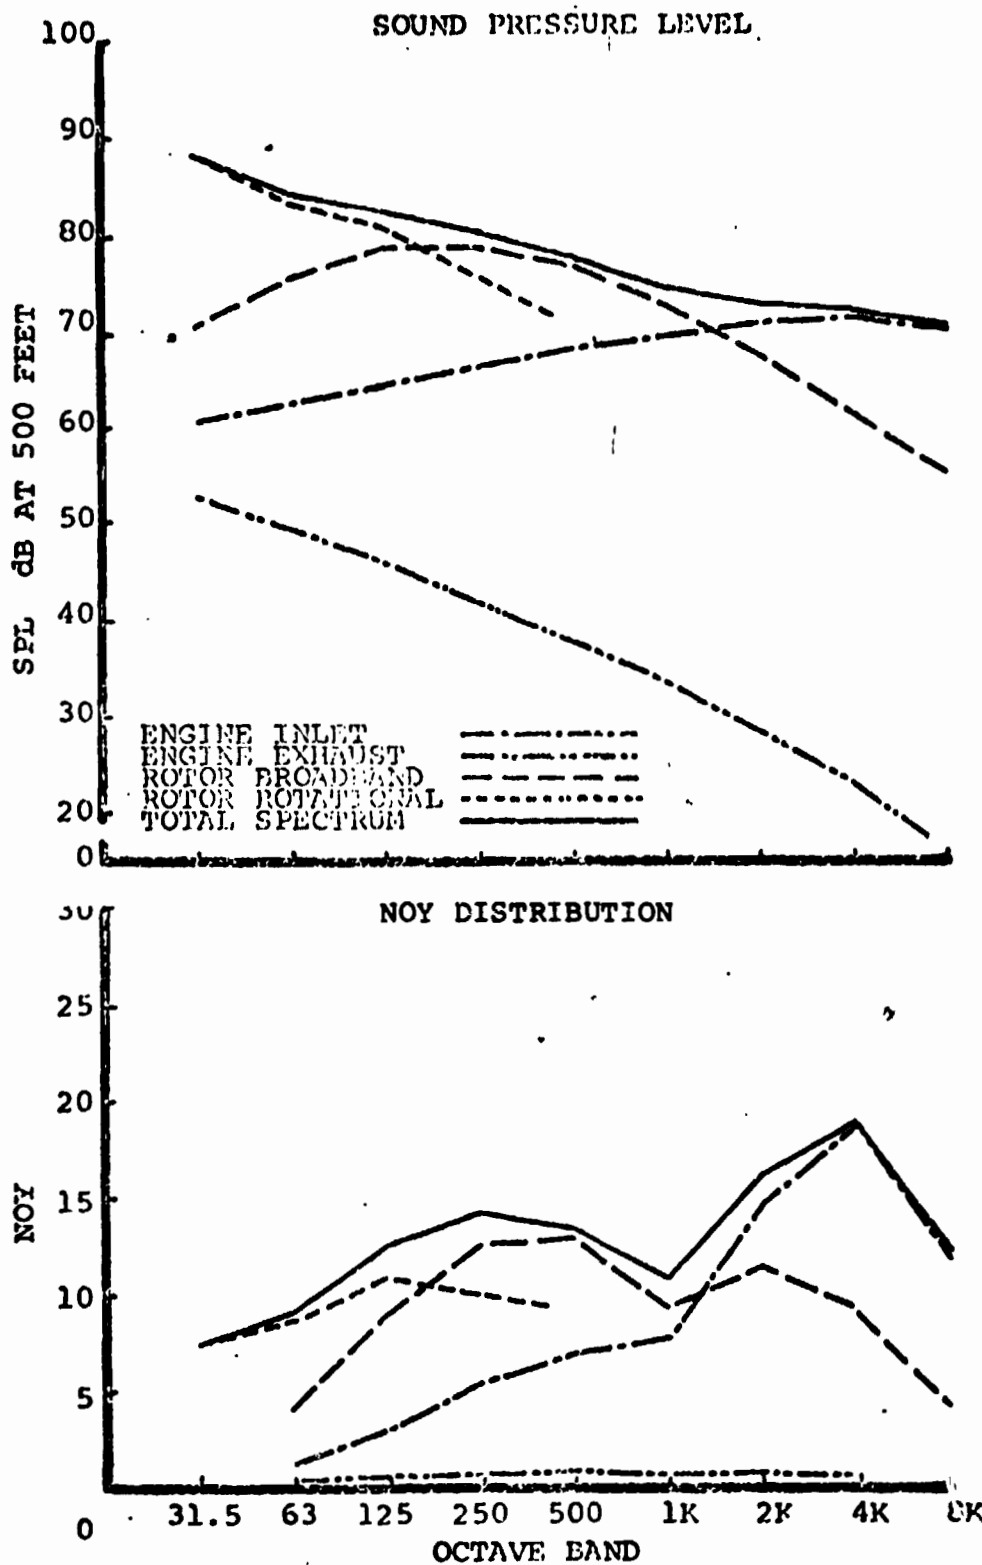 SOUND PRESSURE LEVEL
100
90
80
70
60
50
40
30
20
0
SPL dB AT 500 FEET
ENGINE INLET
ENGINE EXHAUST
ROTOR BROADBAND
ROTOR ROTATIONAL
TOTAL SPECTRUM
NOY DISTRIBUTION
30
25
20
15
10
5
0
NOY
31.5 63 125 250 500 1K 2K 4K 8K
OCTAVE BAND